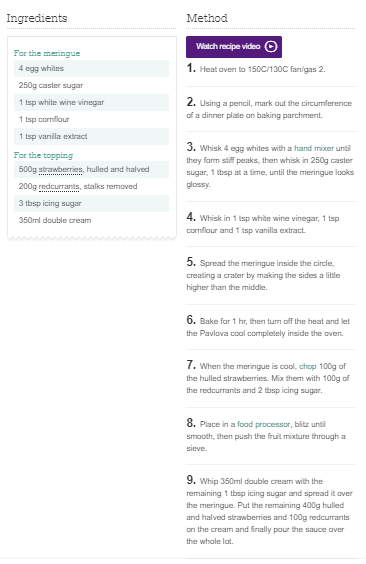 Ingredients
For the meringue
4 egg whites
250g caster sugar
1 tsp white wine vinegar
1 tsp cornflour
1 tsp vanilla extract
For the topping
500g strawberries, hulled and halved
200g redcurrants, stalks removed
3 tbsp icing sugar
350ml double cream
Method
Watch recipe video
1. Heat oven to 150C/130C fan/gas 2.
2. Using a pencil, mark out the circumference
of a dinner plate on baking parchment.
3. Whisk 4 egg whites with a hand mixer until
they form stiff peaks, then whisk in 250g caster
sugar, 1 tbsp at a time, until the meringue looks
glossy.
4. Whisk in 1 tsp white wine vinegar, 1 tsp
cornflour and 1 tsp vanilla extract.
5. Spread the meringue inside the circle,
creating a crater by making the sides a little
higher than the middle.
6. Bake for 1 hr, then turn off the heat and let
the Pavlova cool completely inside the oven.
7. When the meringue is cool, chop 100g of
the hulled strawberries. Mix them with 100g of
the redcurrants and 2 tbsp icing sugar.
8. Place in a food processor, blitz until
smooth, then push the fruit mixture through a
sieve.
9. Whip 350ml double cream with the
remaining 1 tbsp icing sugar and spread it over
the meringue. Put the remaining 400g hulled
and halved strawberries and 100g redcurrants
on the cream and finally pour the sauce over
the whole lot.